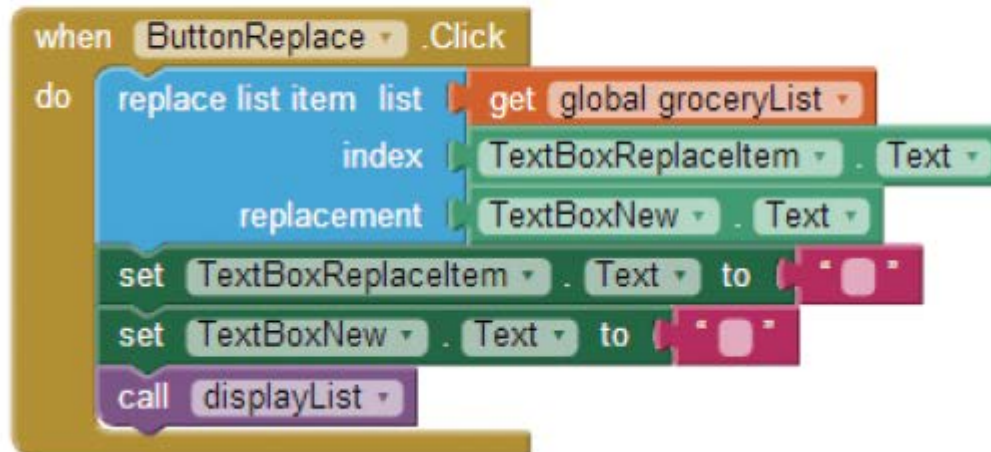 when ButtonReplace .Click
do replace list item list get global groceryList
index TextBoxReplaceItem . Text
replacement TextBoxNew . Text
set TextBoxReplaceItem . Text to " "
set TextBoxNew . Text to " "
call displayList